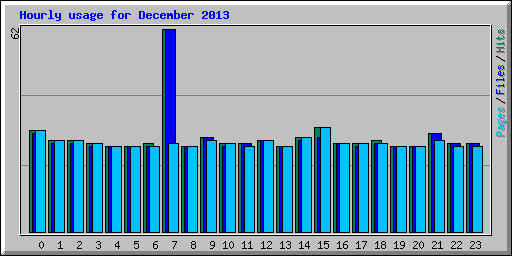 Hourly usage for December 2013
62
Pages / Files / Hits
0 1 2 3 4 5 6 7 8 9 10 11 12 13 14 15 16 17 18 19 20 21 22 23